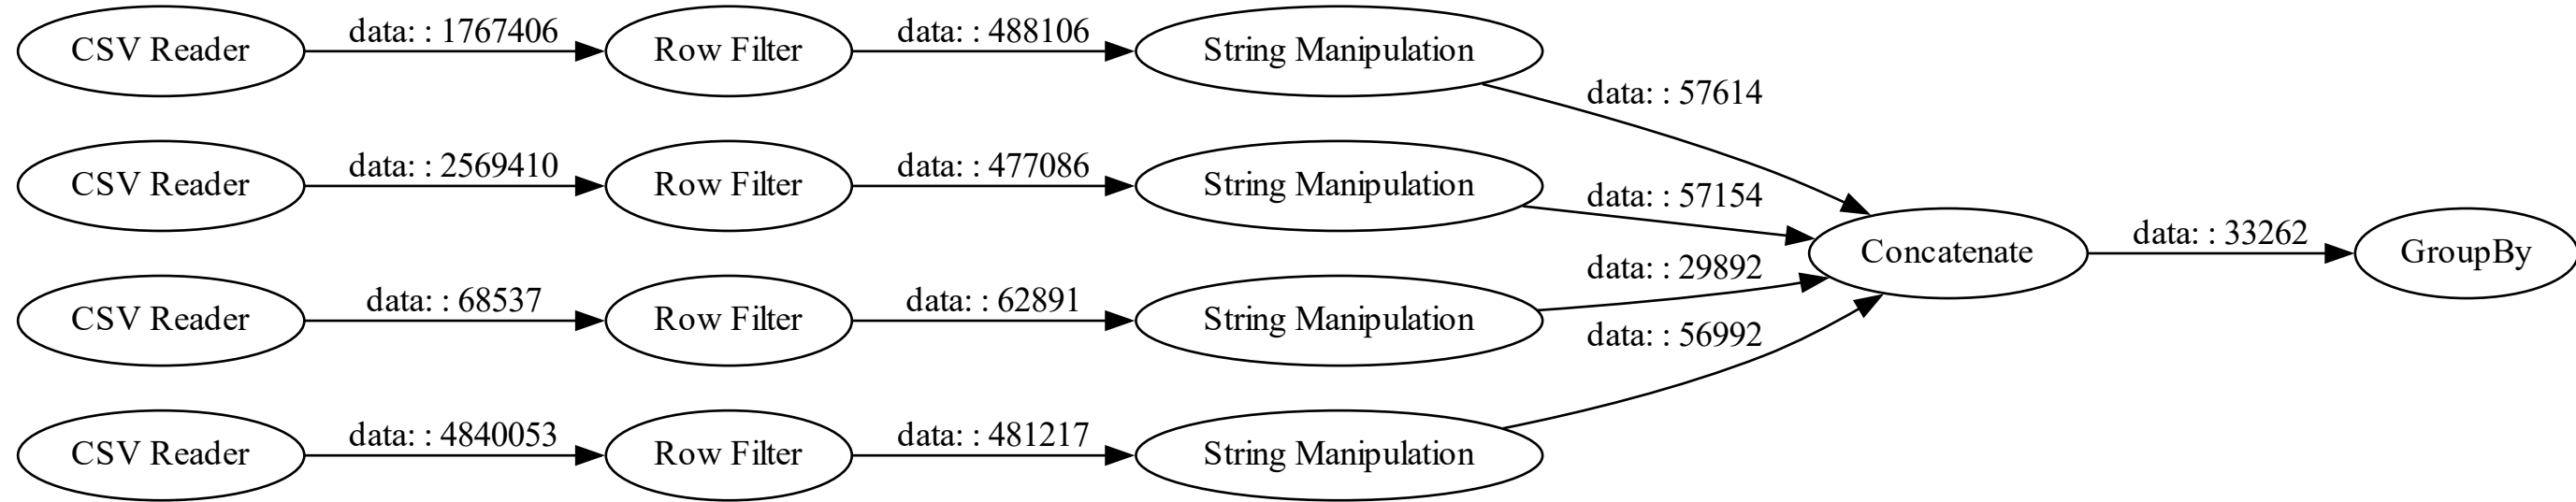 CSV Reader
data: : 1767406
Row Filter
data: : 488106
String Manipulation
data: : 57614
CSV Reader
data: : 2569410
Row Filter
data: : 477086
String Manipulation
data: : 57154
CSV Reader
data: : 68537
Row Filter
data: : 62891
String Manipulation
data: : 29892
CSV Reader
data: : 4840053
Row Filter
data: : 481217
String Manipulation
data: : 56992
Concatenate
data: : 33262
GroupBy